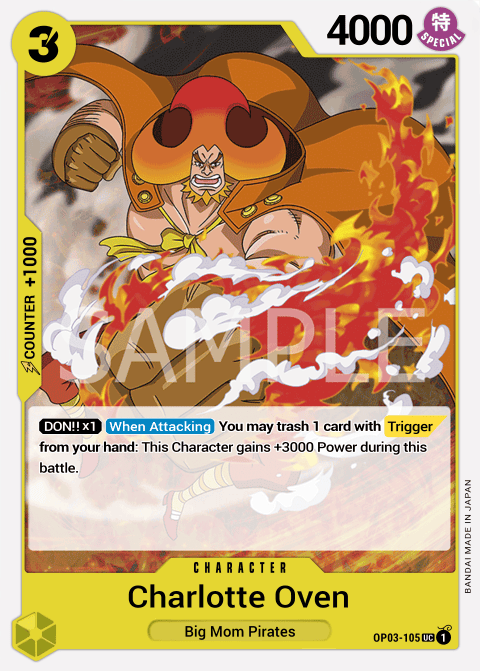 3
4000
特
SPECIAL
COUNTER +1000
SAMPLE
DON!! x1 When Attacking You may trash 1 card with Trigger
from your hand: This Character gains +3000 Power during this
battle.
BANDAI MADE IN JAPAN
CHARACTER
Charlotte Oven
Big Mom Pirates
OP03-105 UC 1